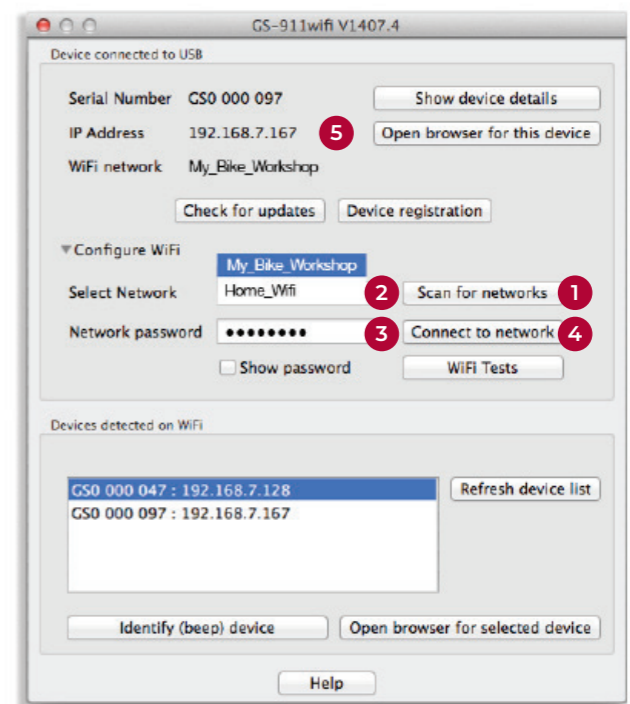 GS-911wifi V1407.4
Device connected to USB
Serial Number GS0 000 097 Show device details
IP Address 192.168.7.167 5 Open browser for this device
WiFi network My_Bike_Workshop
Check for updates Device registration
▼Configure WiFi
My_Bike_Workshop
Select Network Home_Wifi 2 Scan for networks 1
Network password ●●●●●●●● 3 Connect to network 4
Show password WiFi Tests
Devices detected on WiFi
GS0 000 047 : 192.168.7.128 Refresh device list
GS0 000 097 : 192.168.7.167
Identify (beep) device Open browser for selected device
Help